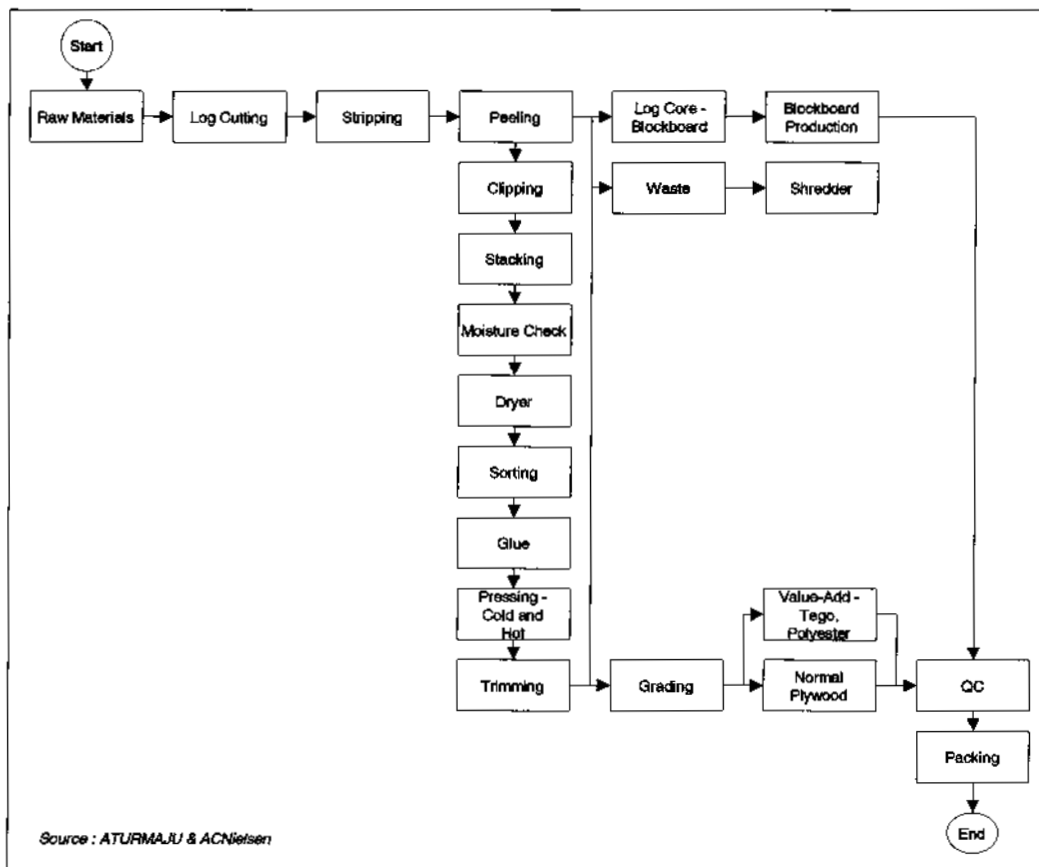 Start
Raw Materials
Log Cutting
Stripping
Peeling
Log Core -
Blockboard
Blockboard
Production
Clipping
Waste
Shredder
Stacking
Moisture Check
Dryer
Sorting
Glue
Pressing -
Cold and
Hot
Value-Add -
Tego,
Polyester
Trimming
Grading
Normal
Plywood
QC
Packing
End
Source : ATURMAJU & ACNielsen